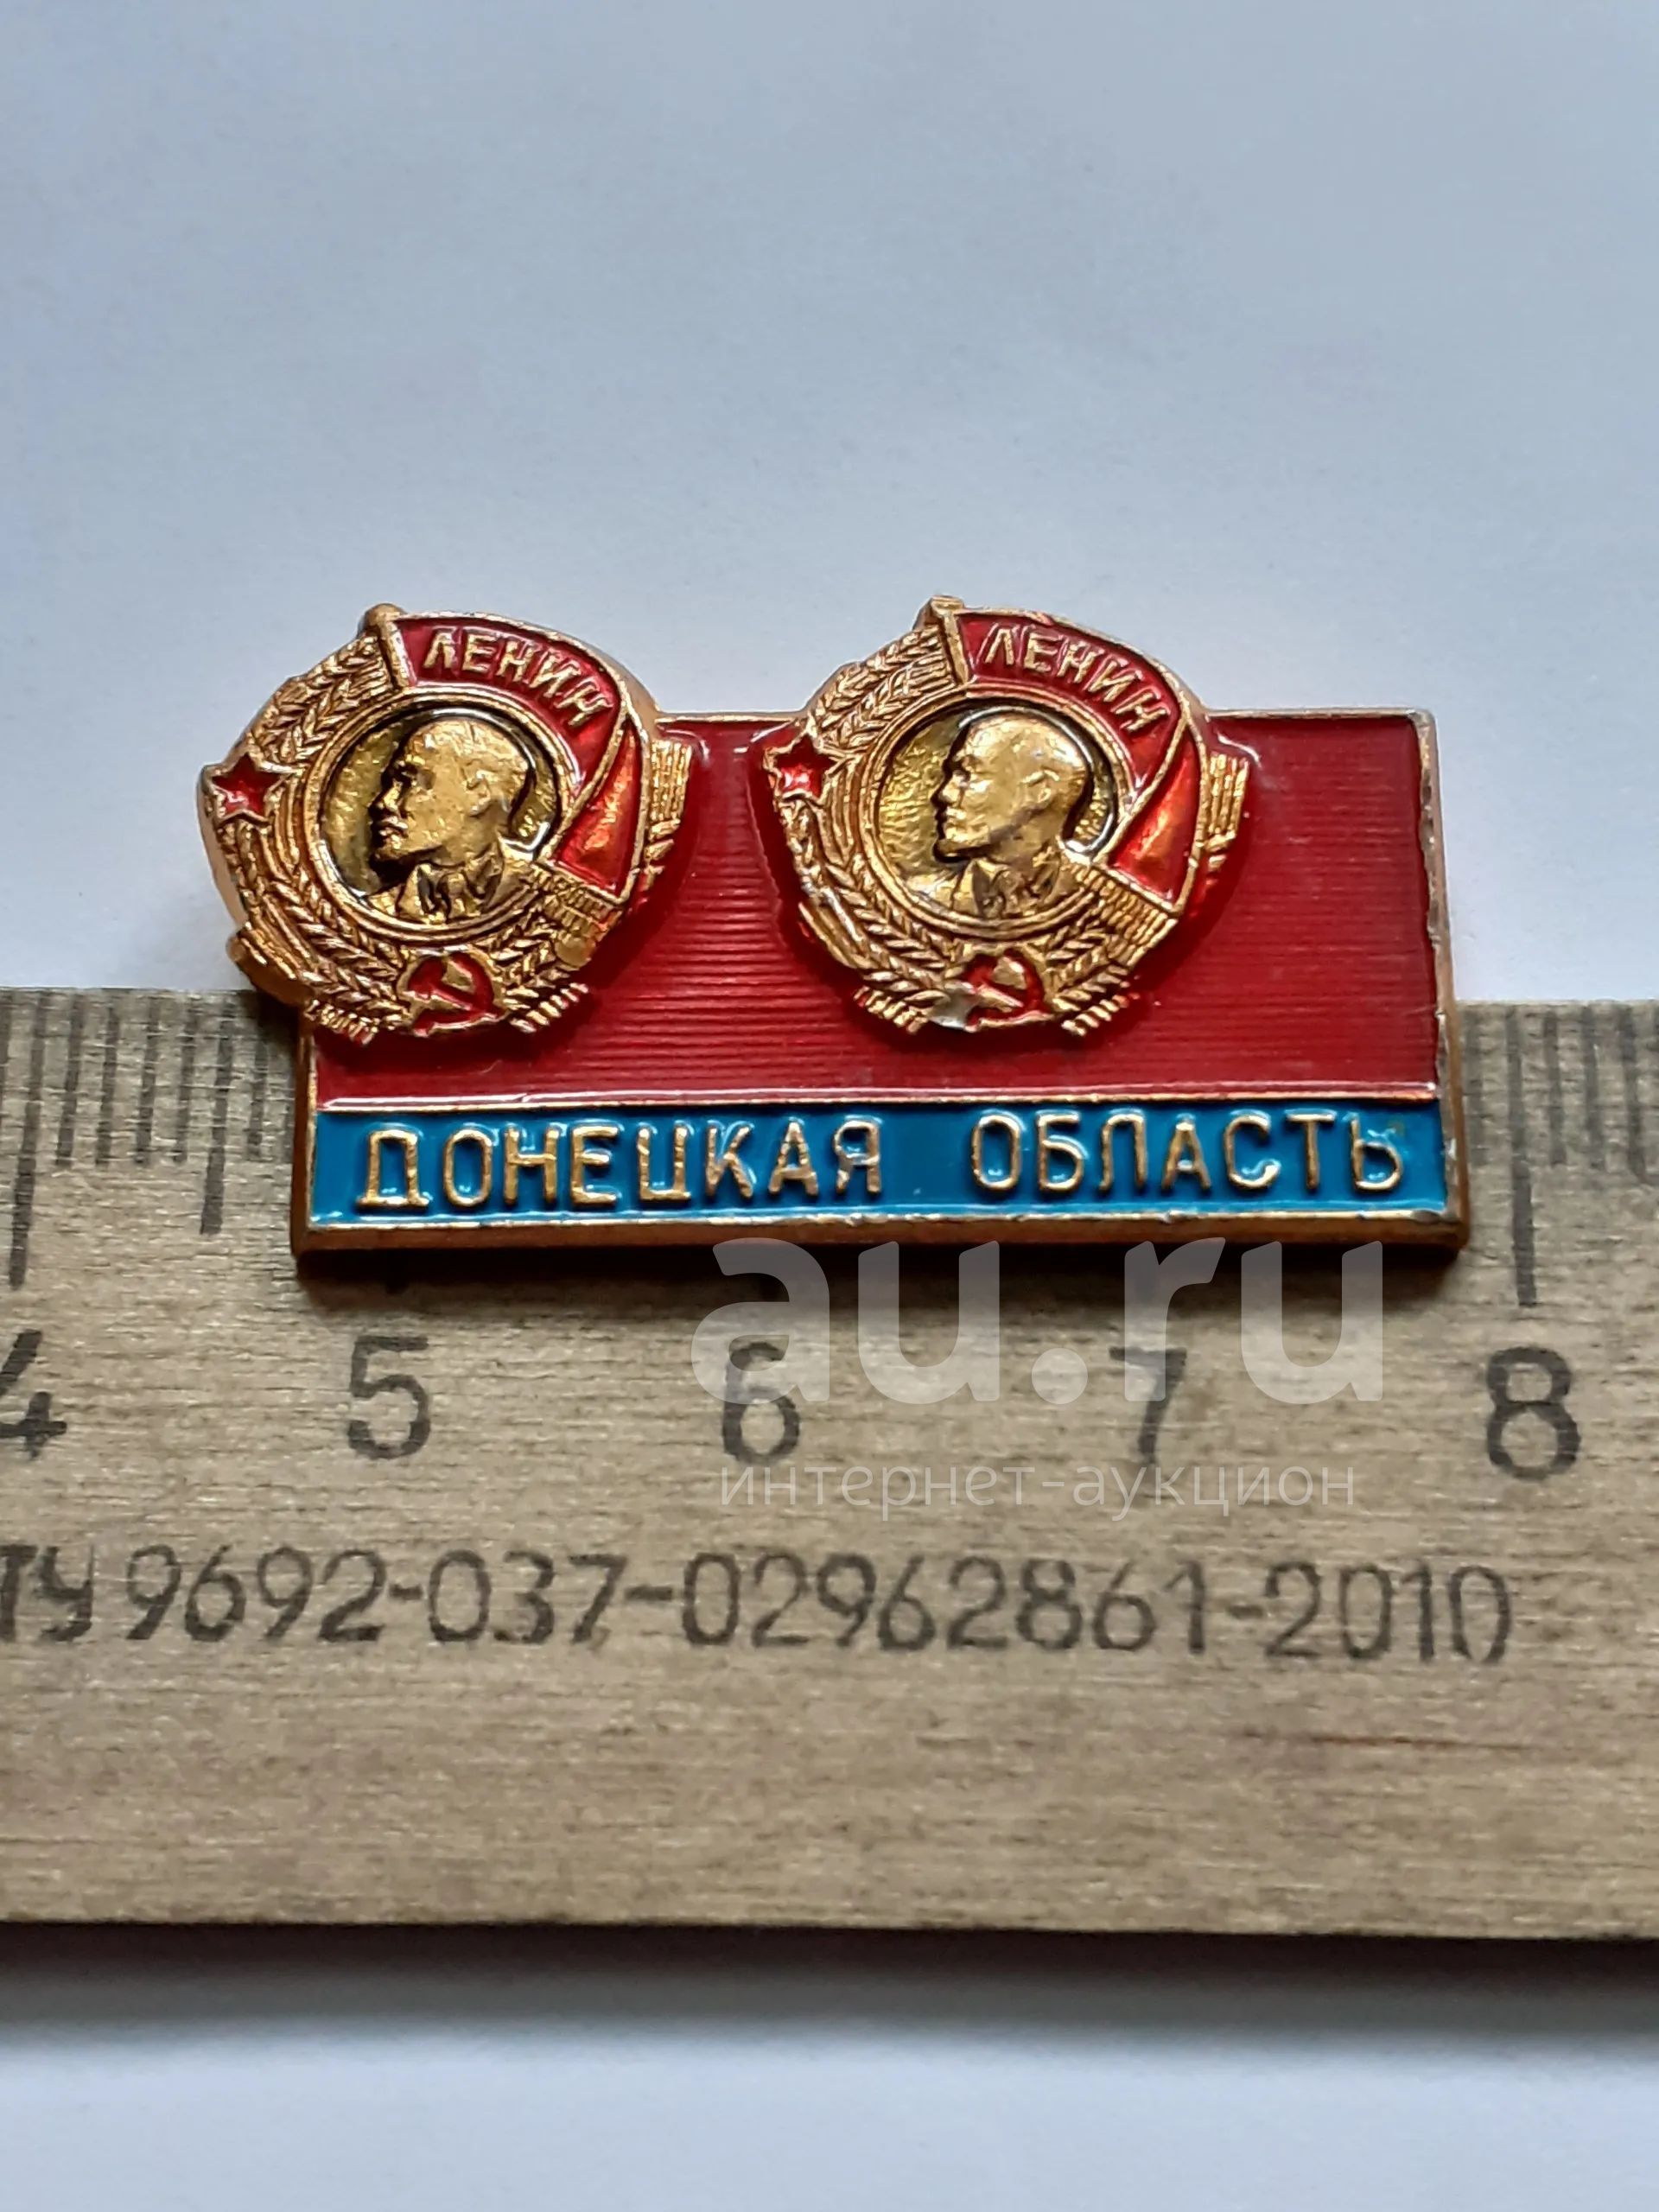 ЛЕНИН ЛЕНИН
ДОНЕЦКАЯ ОБЛАСТЬ
au.ru
4 5 6 7 8
интернет-аукцион
ТУ 9692-037-02962861-2010